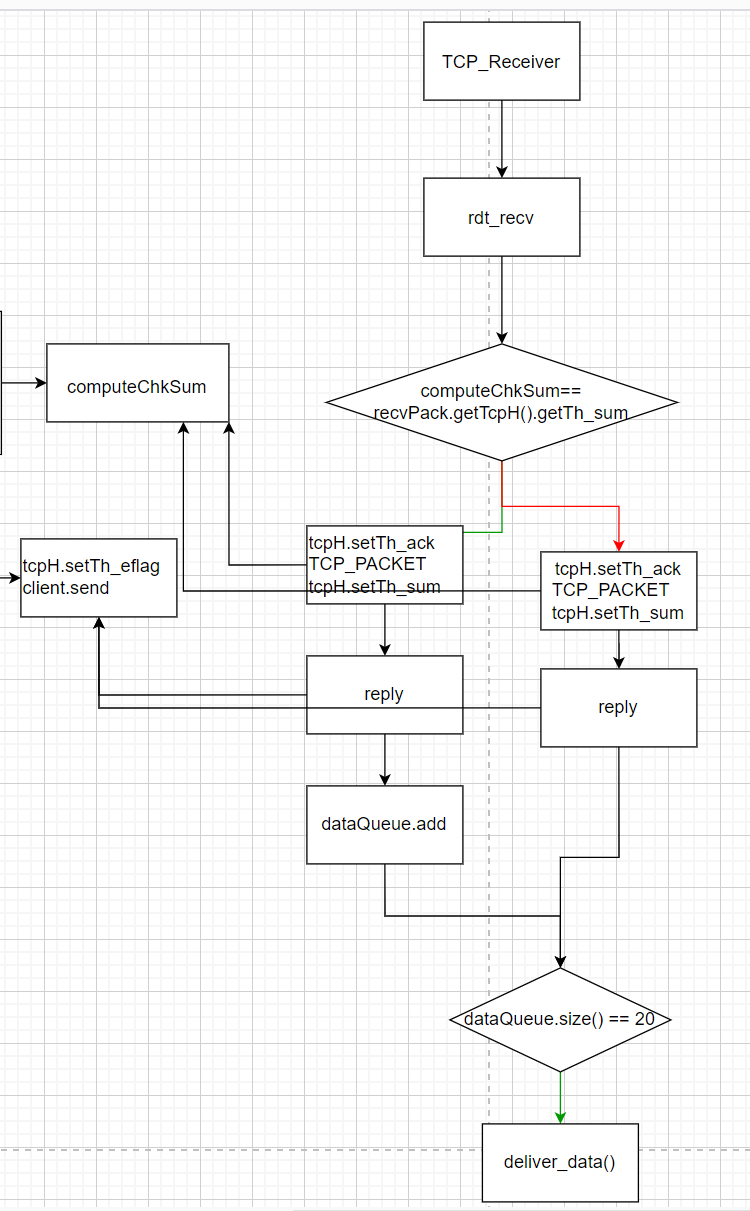 TCP_Receiver
rdt_recv
computeChkSum
computeChkSum==
recvPack.getTcpH().getTh_sum
tcpH.setTh_eflag
client.send
tcpH.setTh_ack
TCP_PACKET
tcpH.setTh_sum
tcpH.setTh_ack
TCP_PACKET
tcpH.setTh_sum
reply
reply
dataQueue.add
dataQueue.size() == 20
deliver_data()